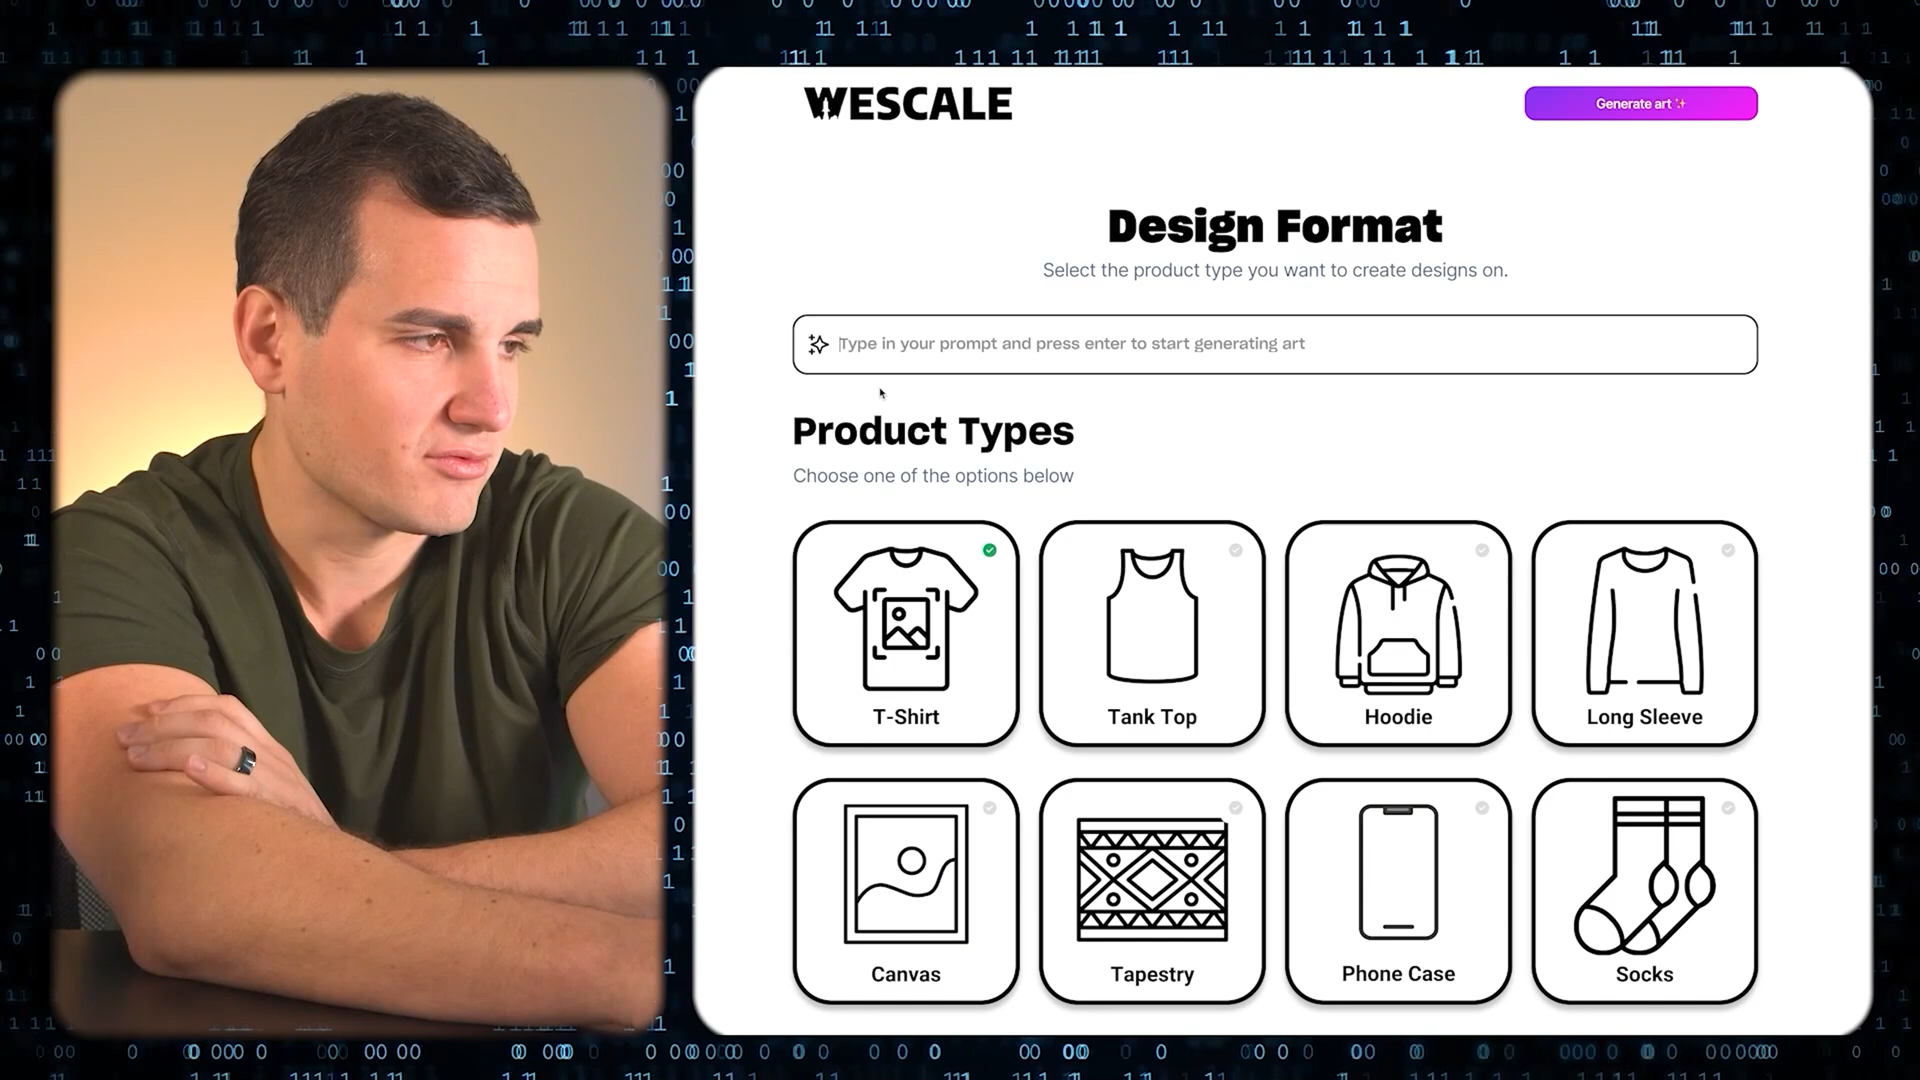 WESCALE
Generate art
Design Format
Select the product type you want to create designs on.
Type in your prompt and press enter to start generating art
Product Types
Choose one of the options below
T-Shirt
Tank Top
Hoodie
Long Sleeve
Canvas
Tapestry
Phone Case
Socks